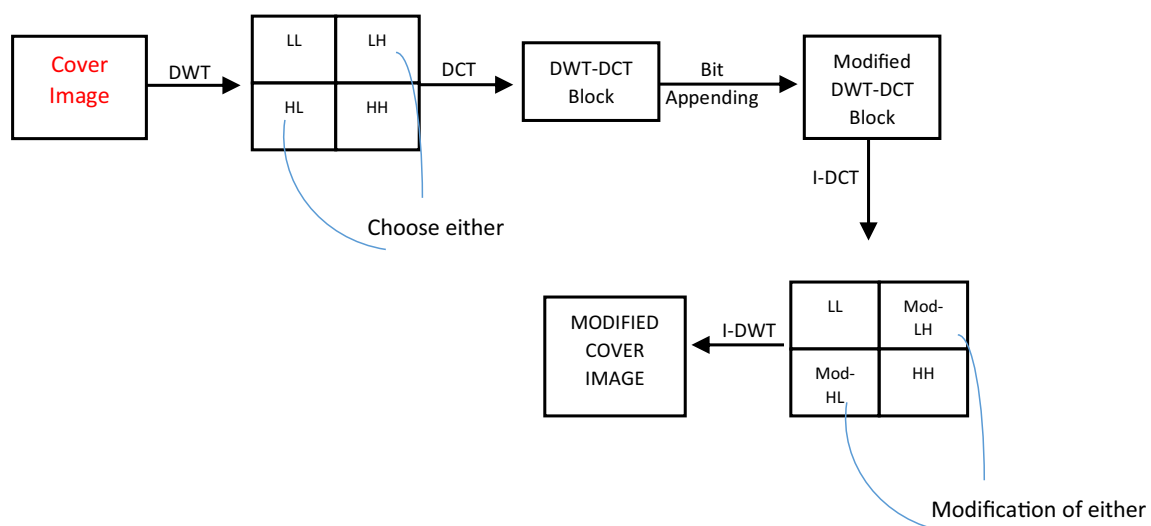 Cover
Image
DWT
LL
LH
HL
HH
Choose either
DCT
DWT-DCT
Block
Bit
Appending
Modified
DWT-DCT
Block
I-DCT
LL
Mod-
LH
Mod-
HL
HH
Modification of either
I-DWT
MODIFIED
COVER
IMAGE